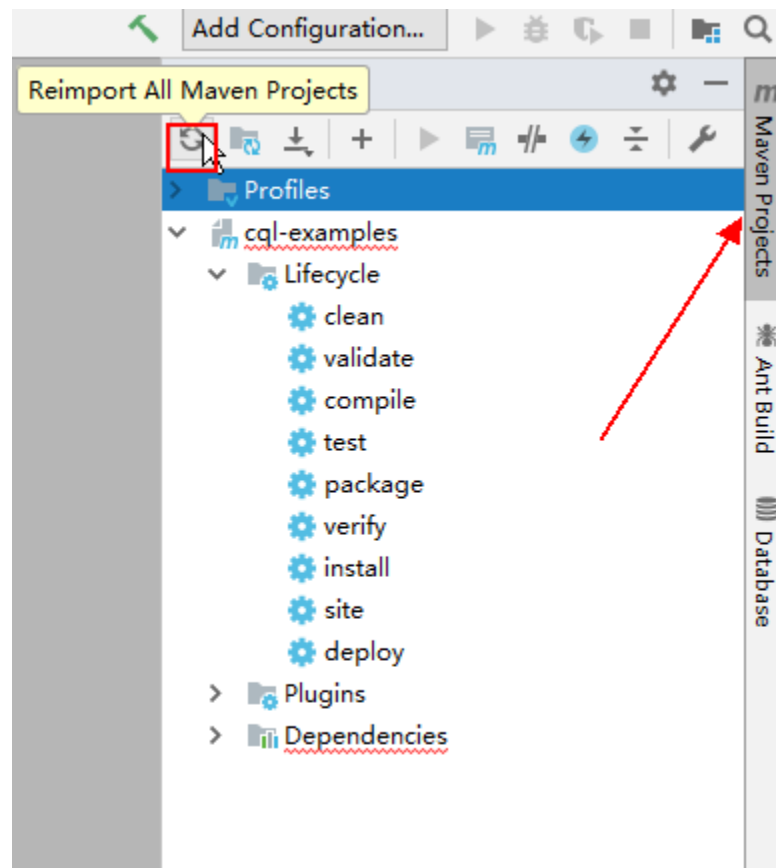 Add Configuration...
Reimport All Maven Projects
Profiles
cql-examples
Lifecycle
clean
validate
compile
test
package
verify
install
site
deploy
Plugins
Dependencies
Maven Projects
Ant Build
Database